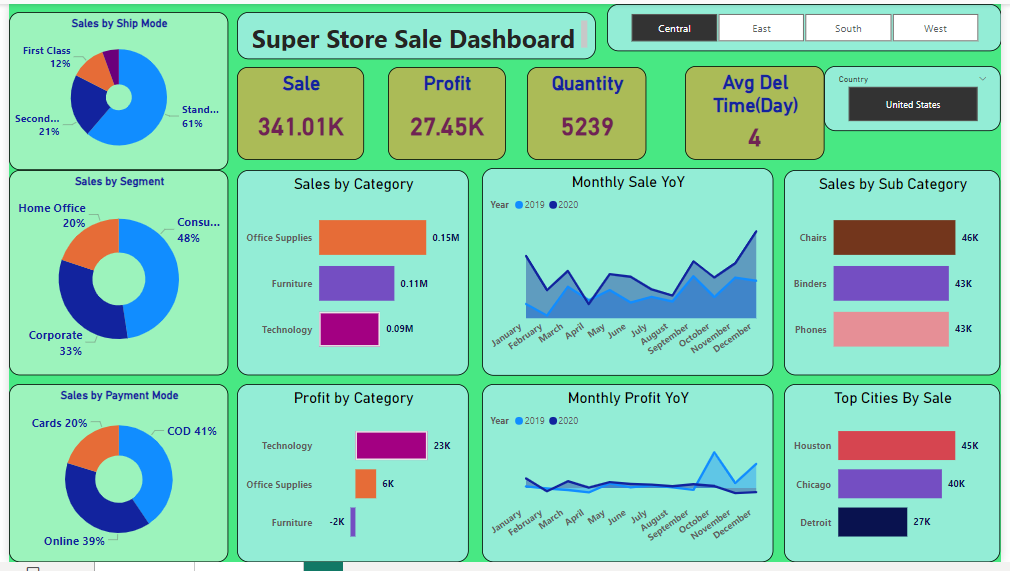 Sales by Ship Mode
First Class
12%
Second...
21%
Stand...
61%
Super Store Sale Dashboard
Central
East
South
West
Sale
341.01K
Profit
27.45K
Quantity
5239
Avg Del
Time(Day)
4
Country
United States
Sales by Segment
Home Office
20%
Consu...
48%
Corporate
33%
Sales by Category
Office Supplies
0.15M
Furniture
0.11M
Technology
0.09M
Monthly Sale YoY
Year 2019 2020
January
February
March
April
May
June
July
August
September
October
November
December
Sales by Sub Category
Chairs
46K
Binders
43K
Phones
43K
Sales by Payment Mode
Cards 20%
COD 41%
Online 39%
Profit by Category
Technology
23K
Office Supplies
6K
Furniture
-2K
Monthly Profit YoY
Year 2019 2020
January
February
March
April
May
June
July
August
September
October
November
December
Top Cities By Sale
Houston
45K
Chicago
40K
Detroit
27K